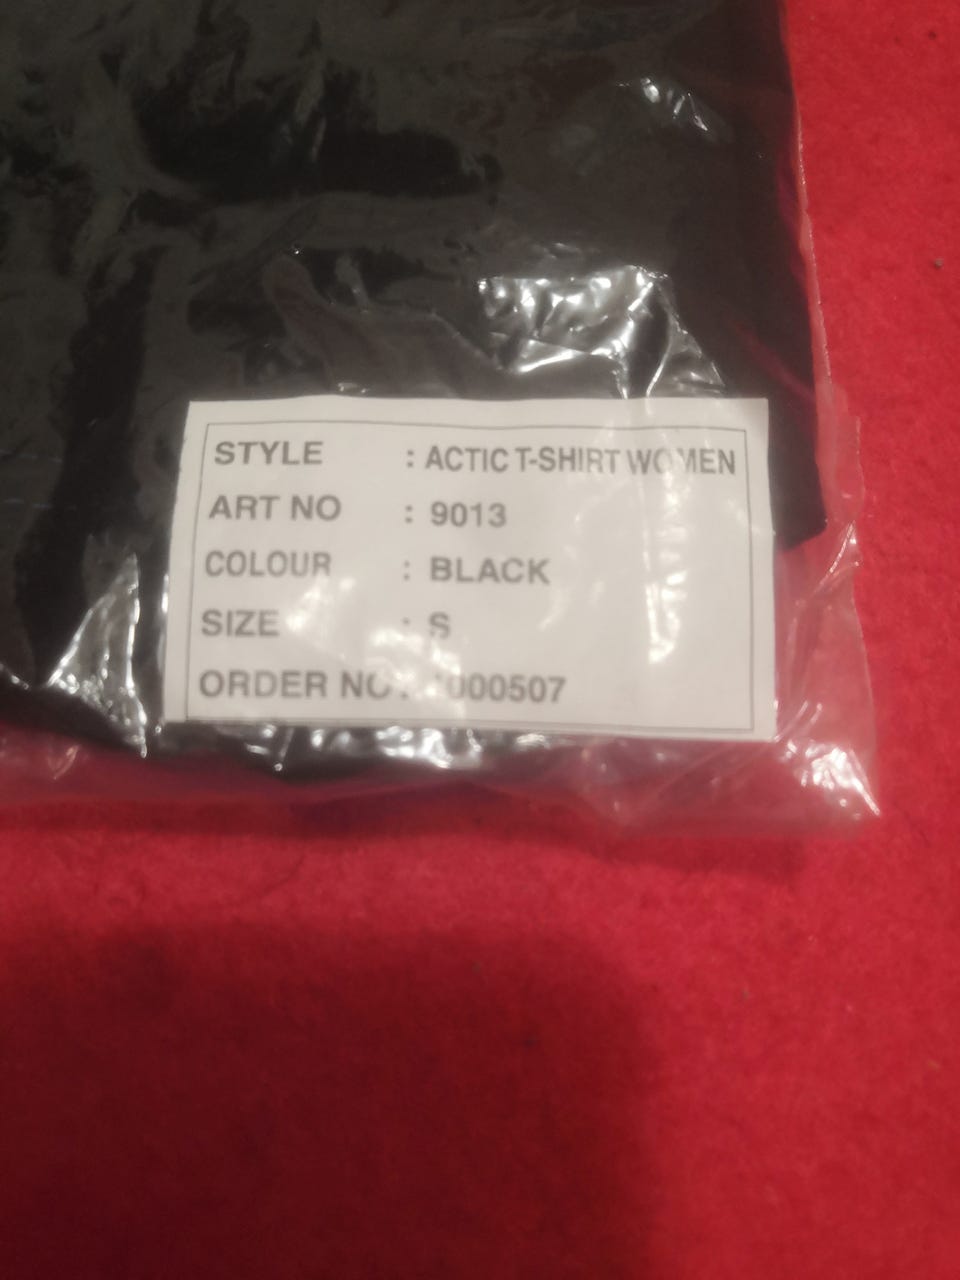 STYLE : ACTIC T-SHIRT WOMEN
ART NO : 9013
COLOUR : BLACK
SIZE : S
ORDER NO :